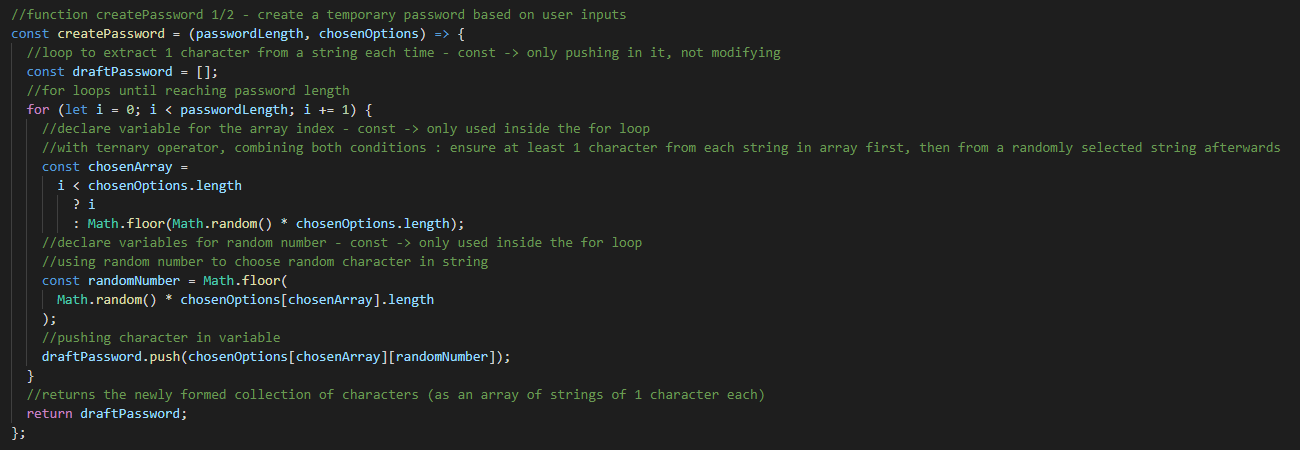 //function createPassword 1/2 - create a temporary password based on user inputs
const createPassword = (passwordLength, chosenOptions) => {
  //loop to extract 1 character from a string each time - const -> only pushing in it, not modifying
  const draftPassword = [];
  //for loops until reaching password length
  for (let i = 0; i < passwordLength; i += 1) {
    //declare variable for the array index - const -> only used inside the for loop
    //with ternary operator, combining both conditions : ensure at least 1 character from each string in array first, then from a randomly selected string afterwards
    const chosenArray =
      i < chosenOptions.length
        ? i
        : Math.floor(Math.random() * chosenOptions.length);
    //declare variables for random number - const -> only used inside the for loop
    //using random number to choose random character in string
    const randomNumber = Math.floor(
      Math.random() * chosenOptions[chosenArray].length
    );
    //pushing character in variable
    draftPassword.push(chosenOptions[chosenArray][randomNumber]);
  }
  //returns the newly formed collection of characters (as an array of strings of 1 character each)
  return draftPassword;
};